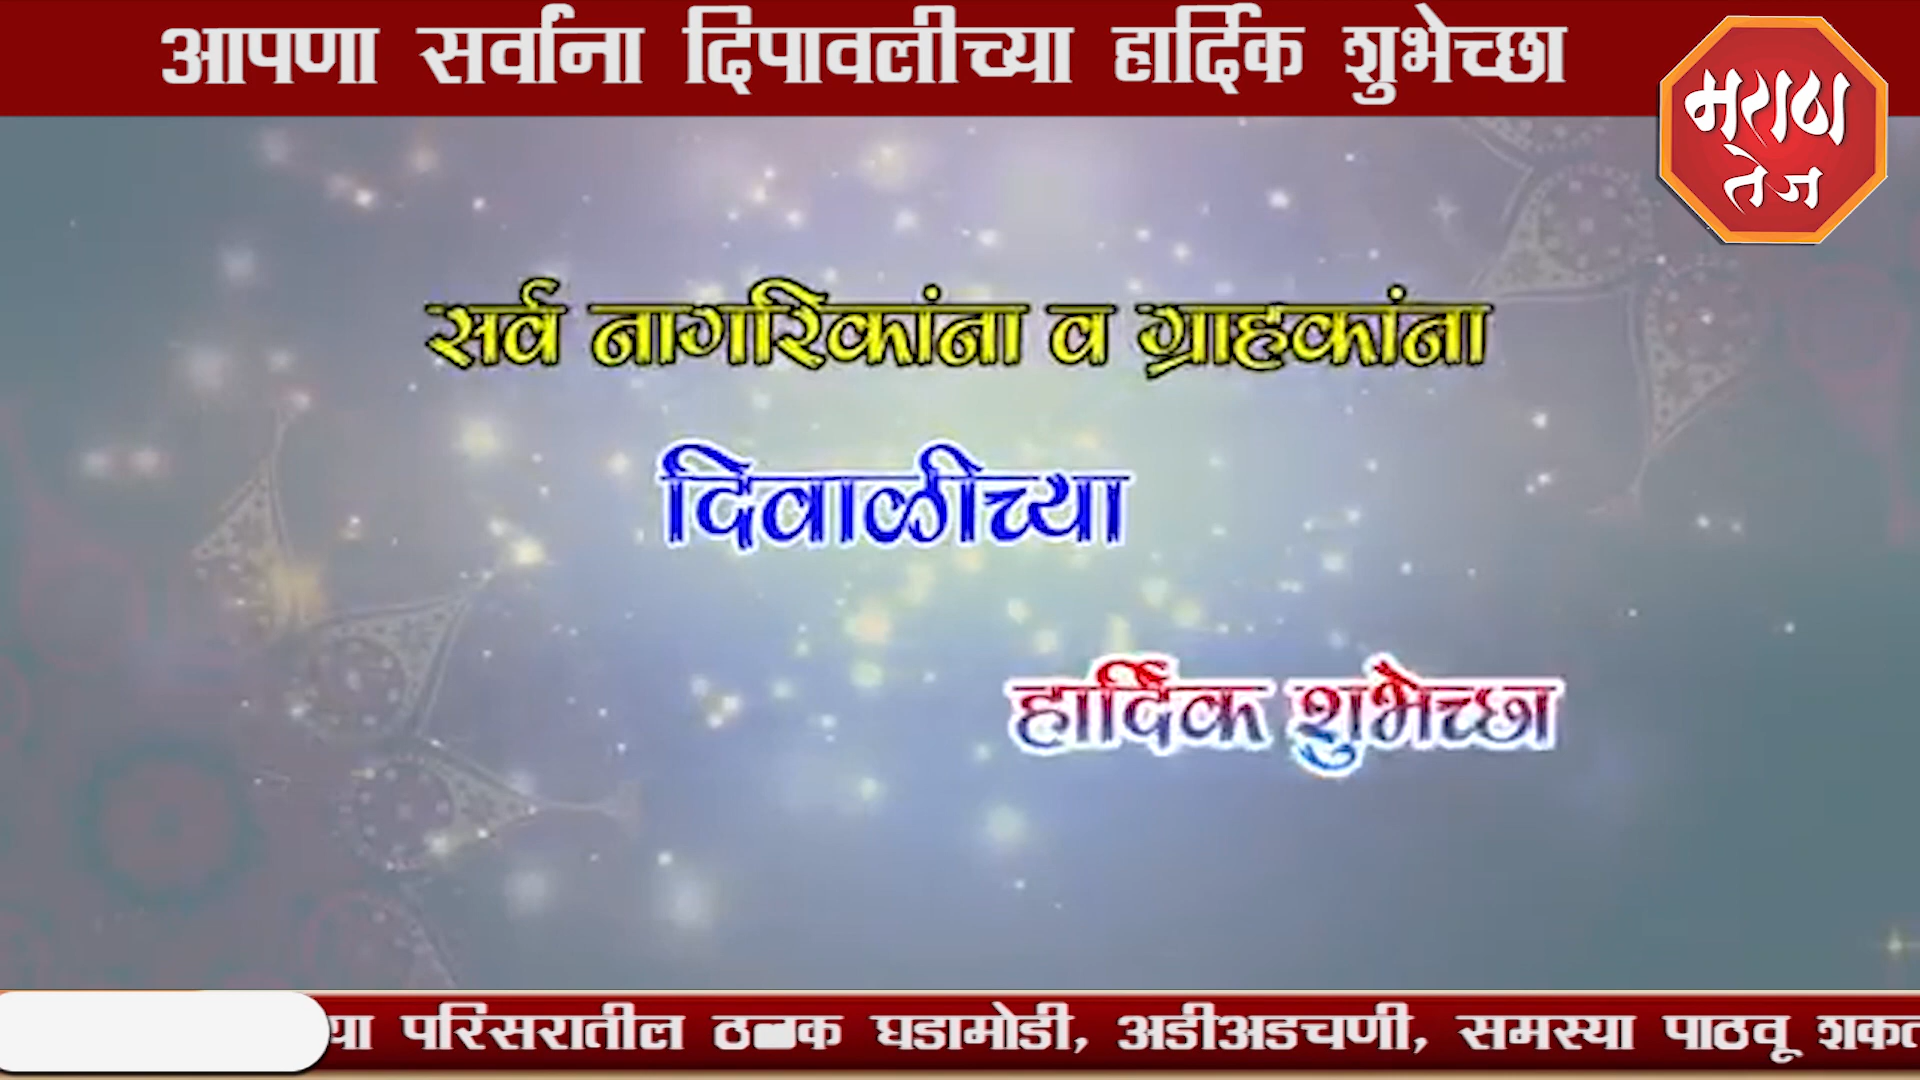 आपणा सर्वांना दिपावलीच्या हार्दिक शुभेच्छा
मराठा
तेज
सर्व नागरिकांना व ग्राहकांना
दिवाळीच्या
हार्दिक शुभेच्छा
परिसरातील घडामोडी, अडीअडचणी, समस्या पाठवू